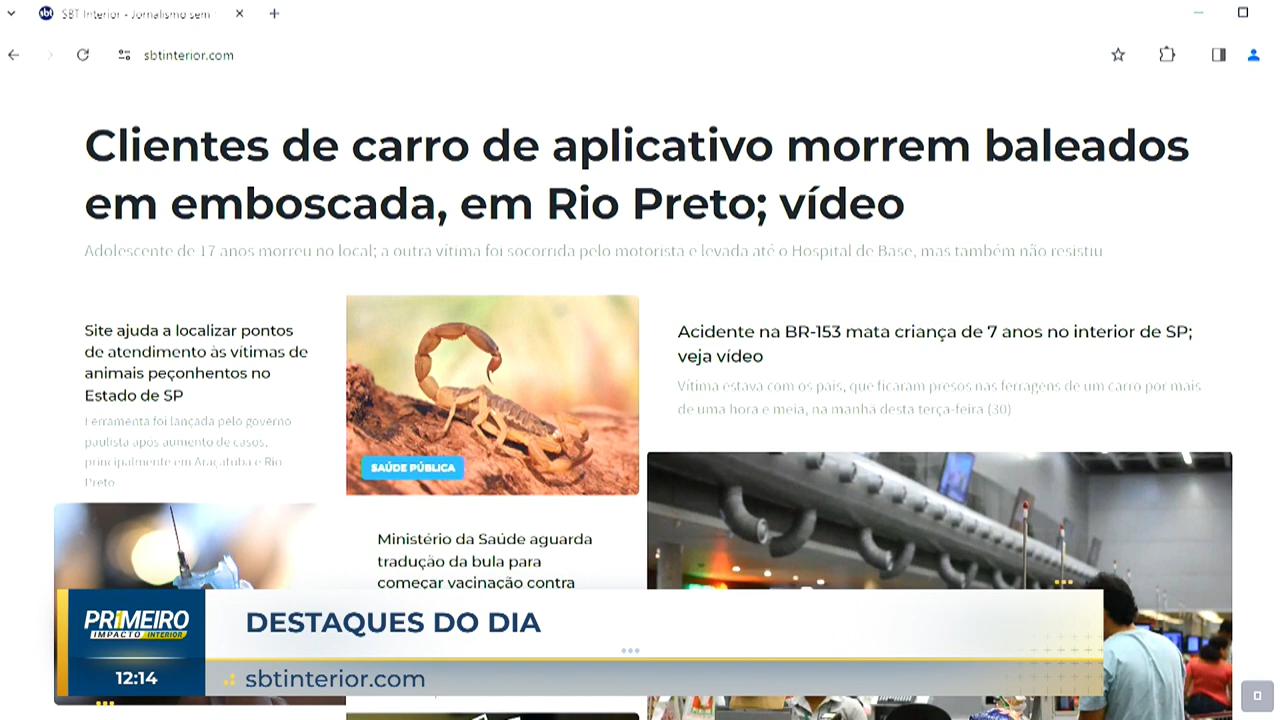 SBT Interior - Jornalismo sem
sbtinterior.com
Clientes de carro de aplicativo morrem baleados
em emboscada, em Rio Preto; vídeo
Adolescente de 17 anos morreu no local; a outra vítima foi socorrida pelo motorista e levada até o Hospital de Base, mas também não resistiu
Site ajuda a localizar pontos
de atendimento às vítimas de
animais peçonhentos no
Estado de SP
Ferramenta foi lançada pelo governo
paulista após aumento de casos,
principalmente em Araçatuba e Rio
Preto
SAÚDE PÚBLICA
Acidente na BR-153 mata criança de 7 anos no interior de SP;
veja vídeo
Vítima estava com os pais, que ficaram presos nas ferragens de um carro por mais
de uma hora e meia, na manhã desta terça-feira (30)
Ministério da Saúde aguarda
tradução da bula para
começar vacinação contra
PRIMEIRO
IMPACTO INTERIOR
12:14
DESTAQUES DO DIA
sbtinterior.com